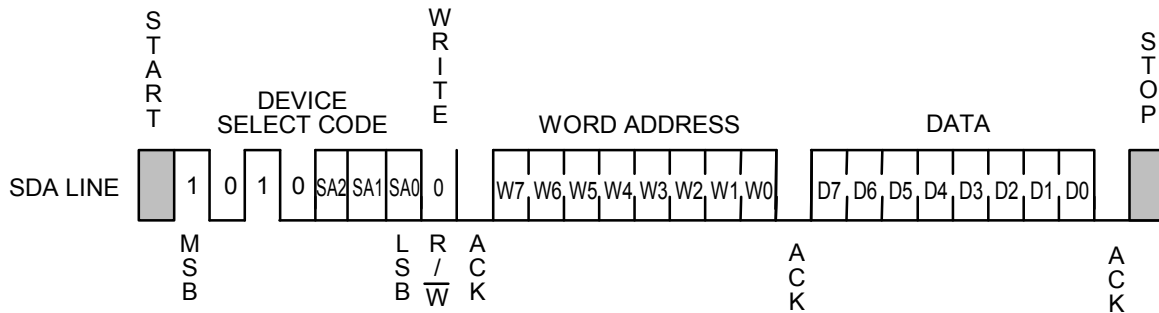 START
WRITE
STOP
DEVICE
SELECT CODE
WORD ADDRESS
DATA
SDA LINE
1 0 1 0 SA2 SA1 SA0 0
W7 W6 W5 W4 W3 W2 W1 W0
D7 D6 D5 D4 D3 D2 D1 D0
MSB
LSB
R/W
ACK
ACK
ACK